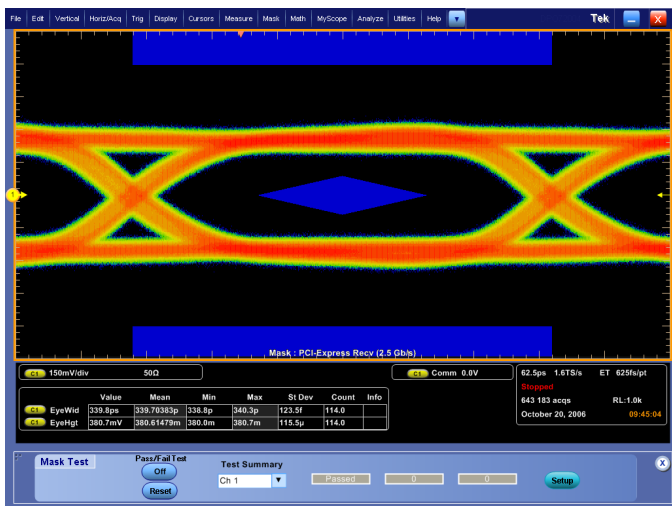 File Edit Vertical Horiz/Acq Trig Display Cursors Measure Mask Math MyScope Analyze Utilities Help Tek X
1
Mask : PCI-Express Recv (2.5 Gb/s)
C1 150mV/div 50Ω
C1 Comm 0.0V
62.5ps 1.6TS/s ET 625fs/pt
Stopped
643 183 acqs RL:1.0k
October 20, 2006 09:45:04
Value Mean Min Max St Dev Count Info
C1 EyeWid 339.8ps 339.70383p 338.8p 340.3p 123.5f 114.0
C1 EyeHgt 380.7mV 380.61479m 380.0m 380.7m 115.5µ 114.0
Mask Test
Pass/Fail Test
Off
Reset
Test Summary
Ch 1
Passed 0 0
Setup
X